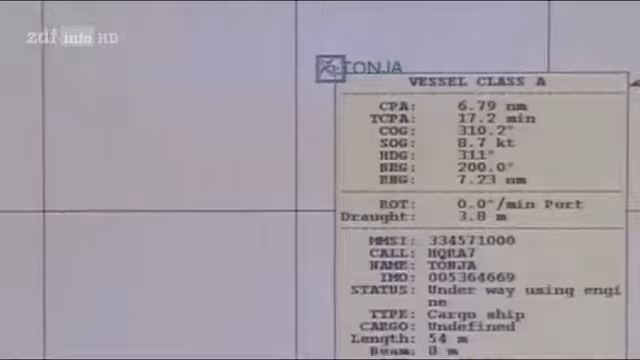 zdf info HD
TONJA
VESSEL CLASS A
CPA: 6.79 nm
TCPA: 17.2 min
COG: 310.2°
SOG: 8.7 kt
HDG: 311°
BRG: 200.0°
RNG: 7.23 nm
ROT: 0.0°/min Port
Draught: 3.8 m
MMSI: 334571000
CALL: HQRA7
NAME: TONJA
IMO: 005364669
STATUS: Under way using engi
ne
TYPE: Cargo ship
CARGO: Undefined
Length: 54 m
Beam: 8 m